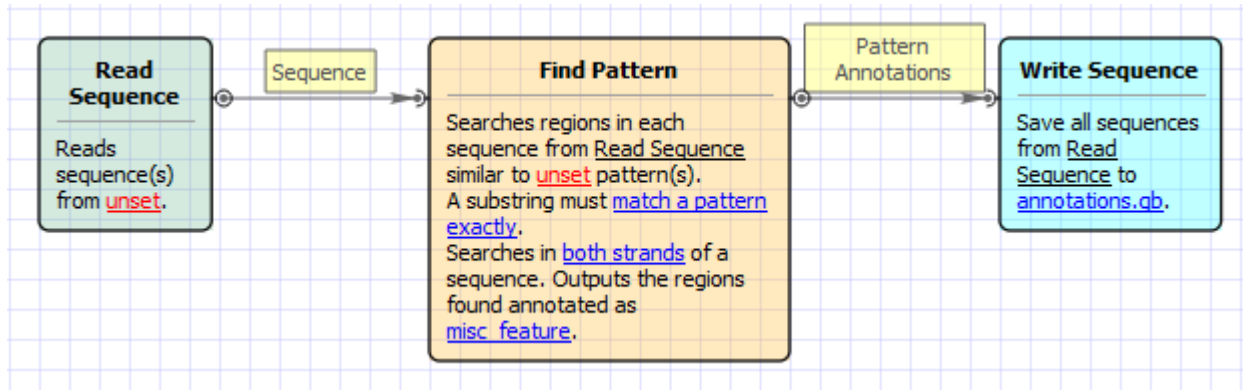 Read
Sequence
Reads
sequence(s)
from unset.
Sequence
Find Pattern
Searches regions in each
sequence from Read Sequence
similar to unset pattern(s).
A substring must match a pattern
exactly.
Searches in both strands of a
sequence. Outputs the regions
found annotated as
misc_feature.
Pattern
Annotations
Write Sequence
Save all sequences
from Read
Sequence to
annotations.gb.